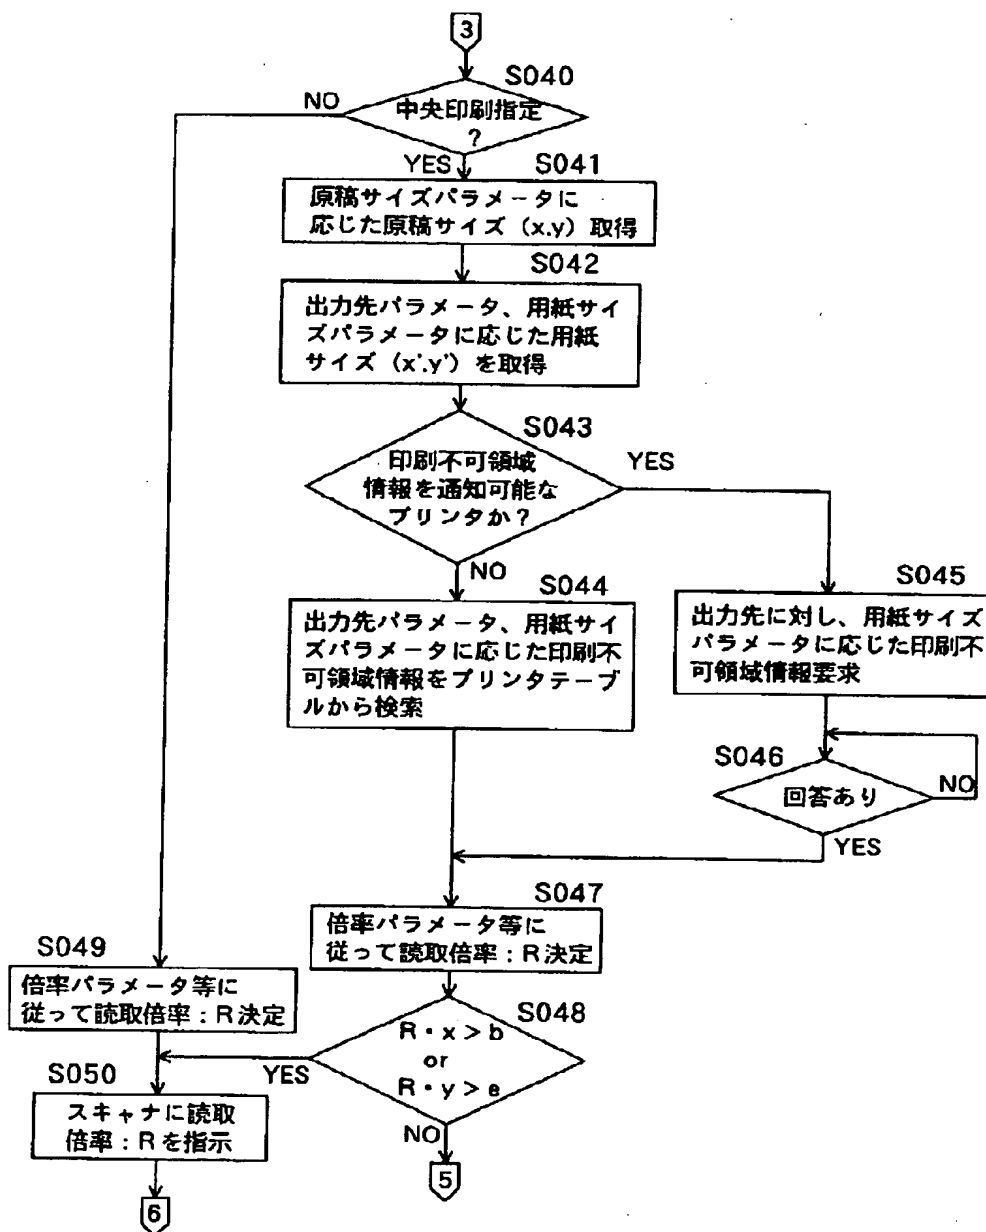 3
S040
中央印刷指定
?
NO
YES
S041
原稿サイズパラメータに
応じた原稿サイズ（x.y）取得
S042
出力先パラメータ、用紙サイ
ズパラメータに応じた用紙
サイズ（x'.y'）を取得
S043
印刷不可領域
情報を通知可能な
プリンタか？
YES
NO
S044
出力先パラメータ、用紙サイ
ズパラメータに応じた印刷不
可領域情報をプリンタテーブ
ルから検索
S045
出力先に対し、用紙サイズ
パラメータに応じた印刷不
可領域情報要求
S046
回答あり
NO
YES
S047
倍率パラメータ等に
従って読取倍率：R決定
S049
倍率パラメータ等に
従って読取倍率：R決定
S048
R・x＞b
or
R・y＞e
YES
NO
S050
スキャナに読取
倍率：Rを指示
5
6